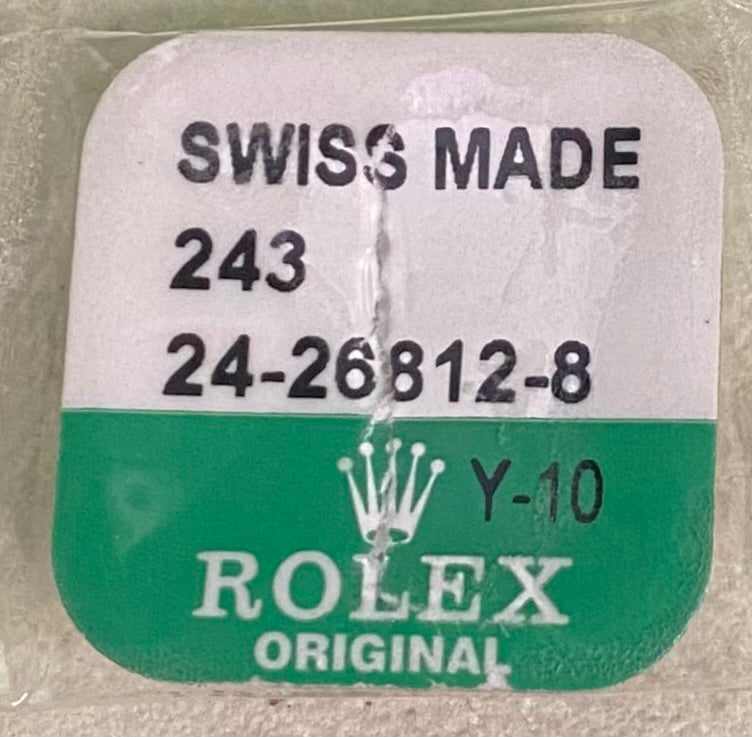 SWISS MADE
243
24-26812-8
Y-10
ROLEX
ORIGINAL